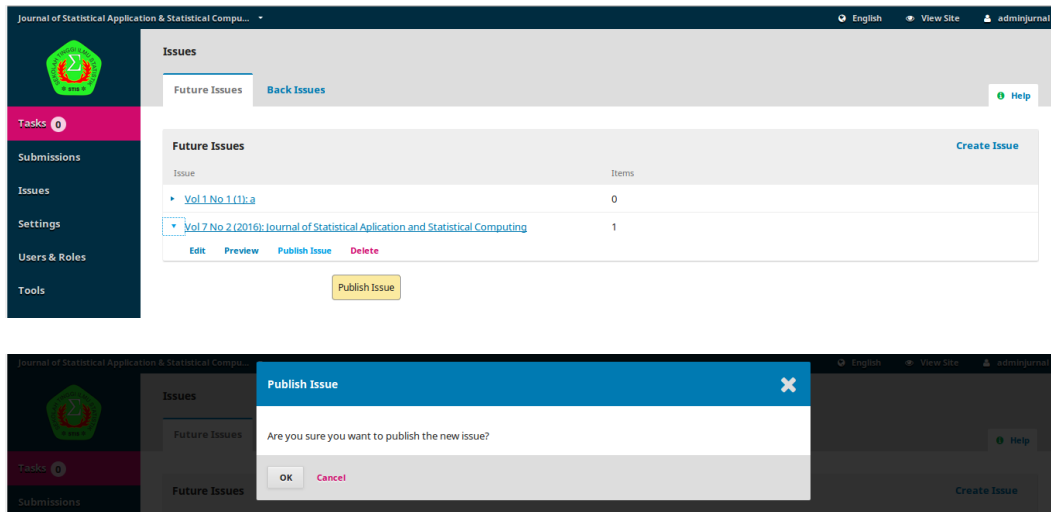 Journal of Statistical Application & Statistical Compu... English View Site adminjurnal
Issues
Future Issues Back Issues
Help
Tasks 0
Future Issues Create Issue
Submissions
Issue Items
Issues
Vol 1 No 1 (1): a 0
Settings
Vol 7 No 2 (2016): Journal of Statistical Aplication and Statistical Computing 1
Edit Preview Publish Issue Delete
Users & Roles
Tools
Publish Issue
Journal of Statistical Application & Statistical Compu... English View Site adminjurnal
Publish Issue
Issues
Future Issues
Are you sure you want to publish the new issue?
Help
Tasks 0
OK Cancel
Future Issues Create Issue
Submissions